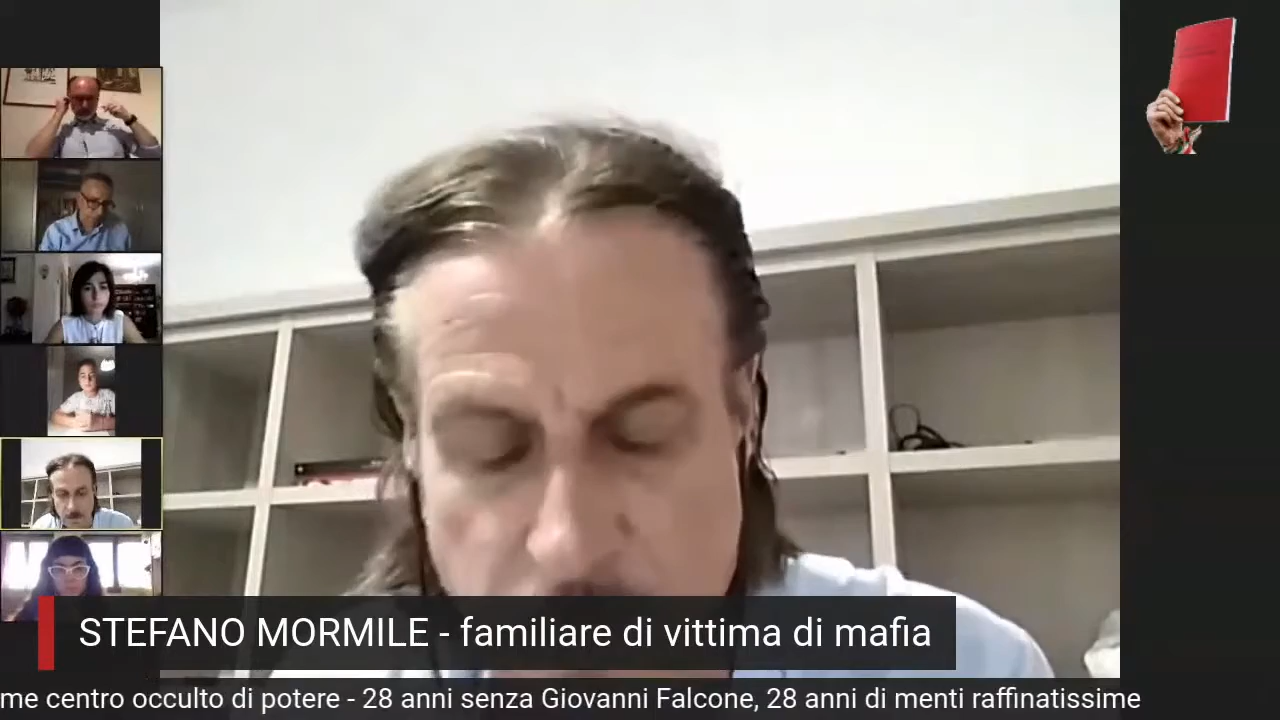 STEFANO MORMILE - familiare di vittima di mafia
me centro occulto di potere - 28 anni senza Giovanni Falcone, 28 anni di menti raffinatissime